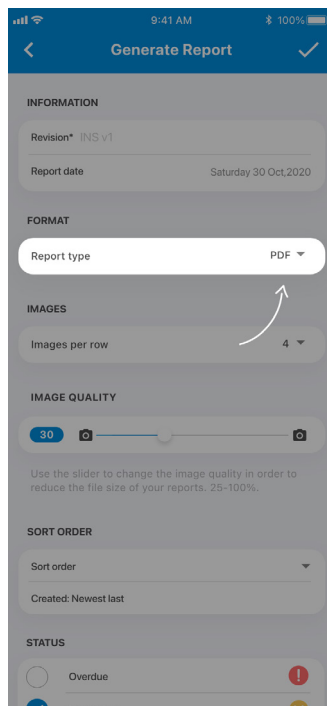 9:41 AM
100%
Generate Report
INFORMATION
Revision* INS v1
Report date Saturday 30 Oct,2020
FORMAT
Report type PDF
IMAGES
Images per row 4
IMAGE QUALITY
30
Use the slider to change the image quality in order to
reduce the file size of your reports. 25-100%.
SORT ORDER
Sort order
Created: Newest last
STATUS
Overdue